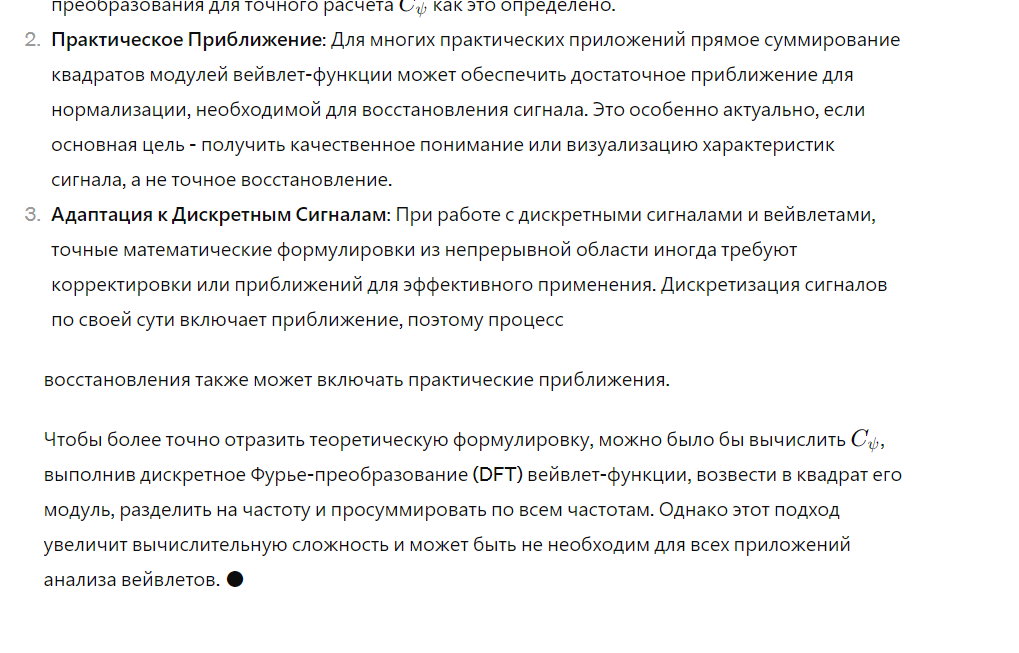 преобразования для точного расчета C_ψ как это определено.
2. Практическое Приближение: Для многих практических приложений прямое суммирование
квадратов модулей вейвлет-функции может обеспечить достаточное приближение для
нормализации, необходимой для восстановления сигнала. Это особенно актуально, если
основная цель - получить качественное понимание или визуализацию характеристик
сигнала, а не точное восстановление.
3. Адаптация к Дискретным Сигналам: При работе с дискретными сигналами и вейвлетами,
точные математические формулировки из непрерывной области иногда требуют
корректировки или приближений для эффективного применения. Дискретизация сигналов
по своей сути включает приближение, поэтому процесс
восстановления также может включать практические приближения.
Чтобы более точно отразить теоретическую формулировку, можно было бы вычислить C_ψ,
выполнив дискретное Фурье-преобразование (DFT) вейвлет-функции, возвести в квадрат его
модуль, разделить на частоту и просуммировать по всем частотам. Однако этот подход
увеличит вычислительную сложность и может быть не необходим для всех приложений
анализа вейвлетов. ●